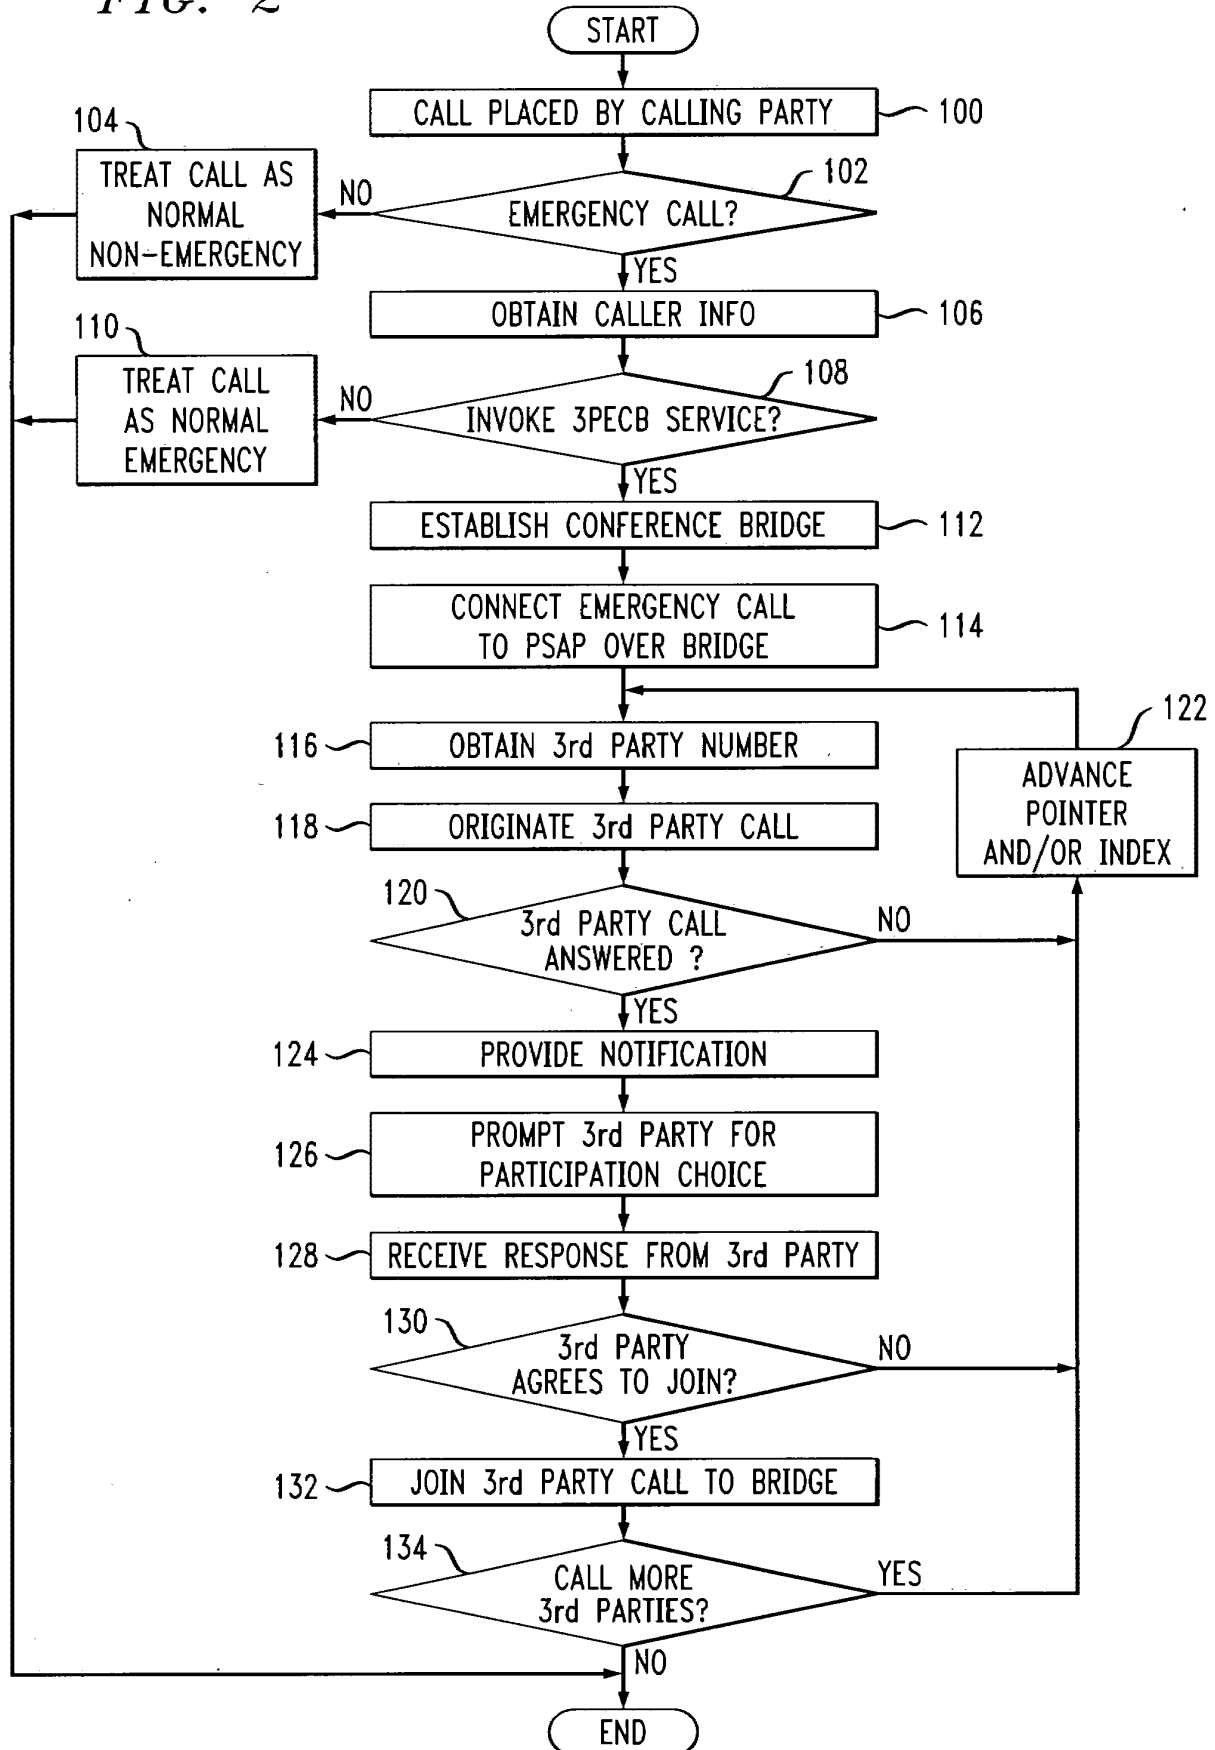 FIG. 2
START
CALL PLACED BY CALLING PARTY
100
104
TREAT CALL AS
NORMAL
NON-EMERGENCY
NO
102
EMERGENCY CALL?
YES
OBTAIN CALLER INFO
106
110
TREAT CALL
AS NORMAL
EMERGENCY
NO
108
INVOKE 3PECB SERVICE?
YES
ESTABLISH CONFERENCE BRIDGE
112
CONNECT EMERGENCY CALL
TO PSAP OVER BRIDGE
114
122
ADVANCE
POINTER
AND/OR INDEX
116
OBTAIN 3rd PARTY NUMBER
118
ORIGINATE 3rd PARTY CALL
120
3rd PARTY CALL
ANSWERED ?
NO
YES
124
PROVIDE NOTIFICATION
126
PROMPT 3rd PARTY FOR
PARTICIPATION CHOICE
128
RECEIVE RESPONSE FROM 3rd PARTY
130
3rd PARTY
AGREES TO JOIN?
NO
YES
132
JOIN 3rd PARTY CALL TO BRIDGE
134
CALL MORE
3rd PARTIES?
YES
NO
END